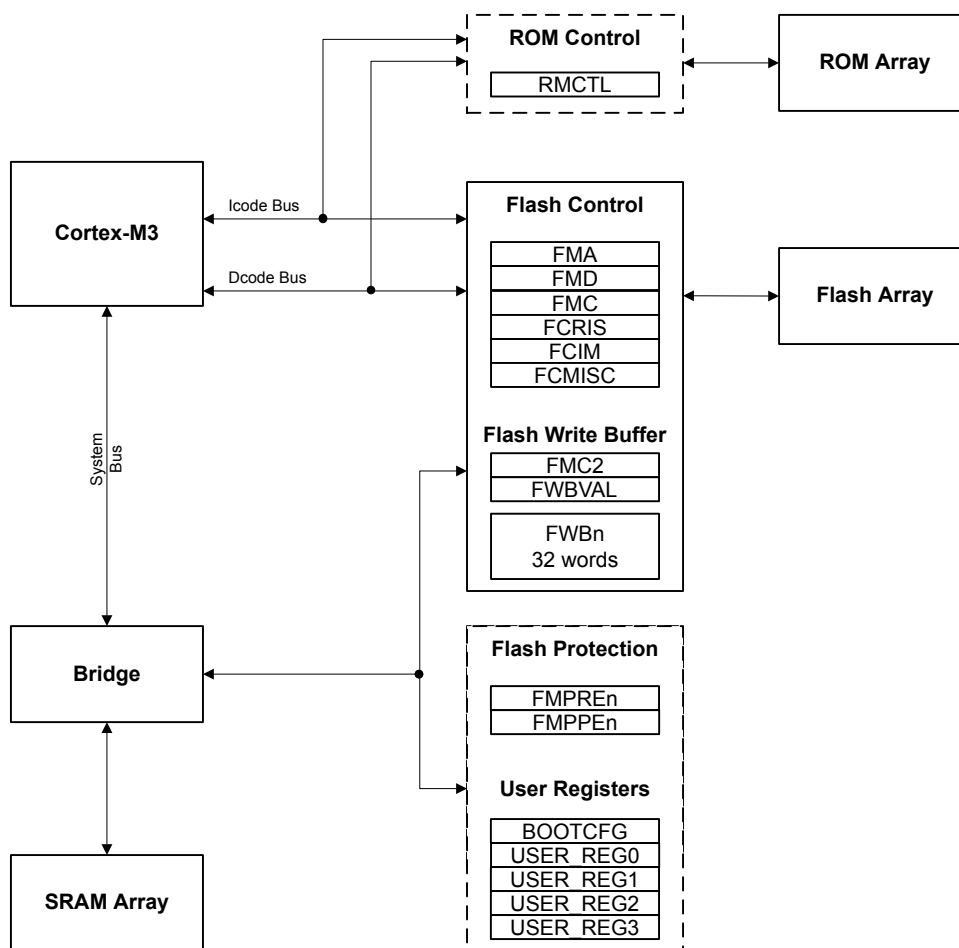 ROM Control
RMCTL
ROM Array
Cortex-M3
Icode Bus
Dcode Bus
Flash Control
FMA
FMD
FMC
FCRIS
FCIM
FCMISC
Flash Array
Flash Write Buffer
FMC2
FWBVAL
FWBn
32 words
System
Bus
Bridge
Flash Protection
FMPREn
FMPPEn
User Registers
BOOTCFG
USER_REG0
USER_REG1
USER_REG2
USER_REG3
SRAM Array